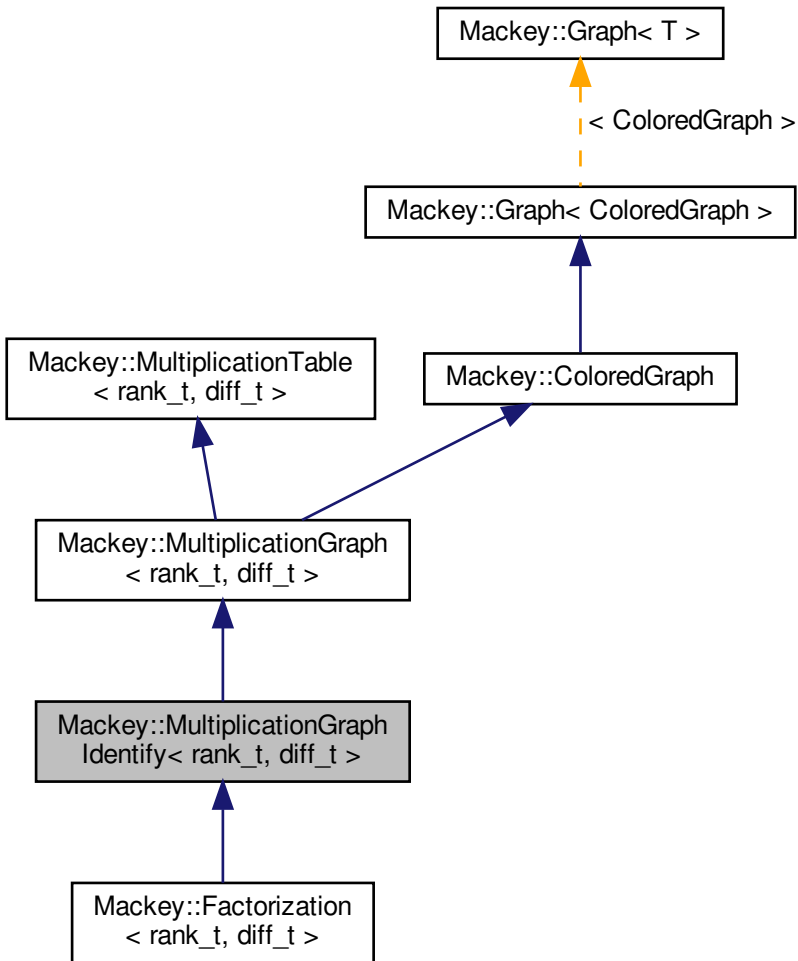 Mackey::Graph< T >
< ColoredGraph >
Mackey::Graph< ColoredGraph >
Mackey::MultiplicationTable
< rank_t, diff_t >
Mackey::ColoredGraph
Mackey::MultiplicationGraph
< rank_t, diff_t >
Mackey::MultiplicationGraph
Identify< rank_t, diff_t >
Mackey::Factorization
< rank_t, diff_t >